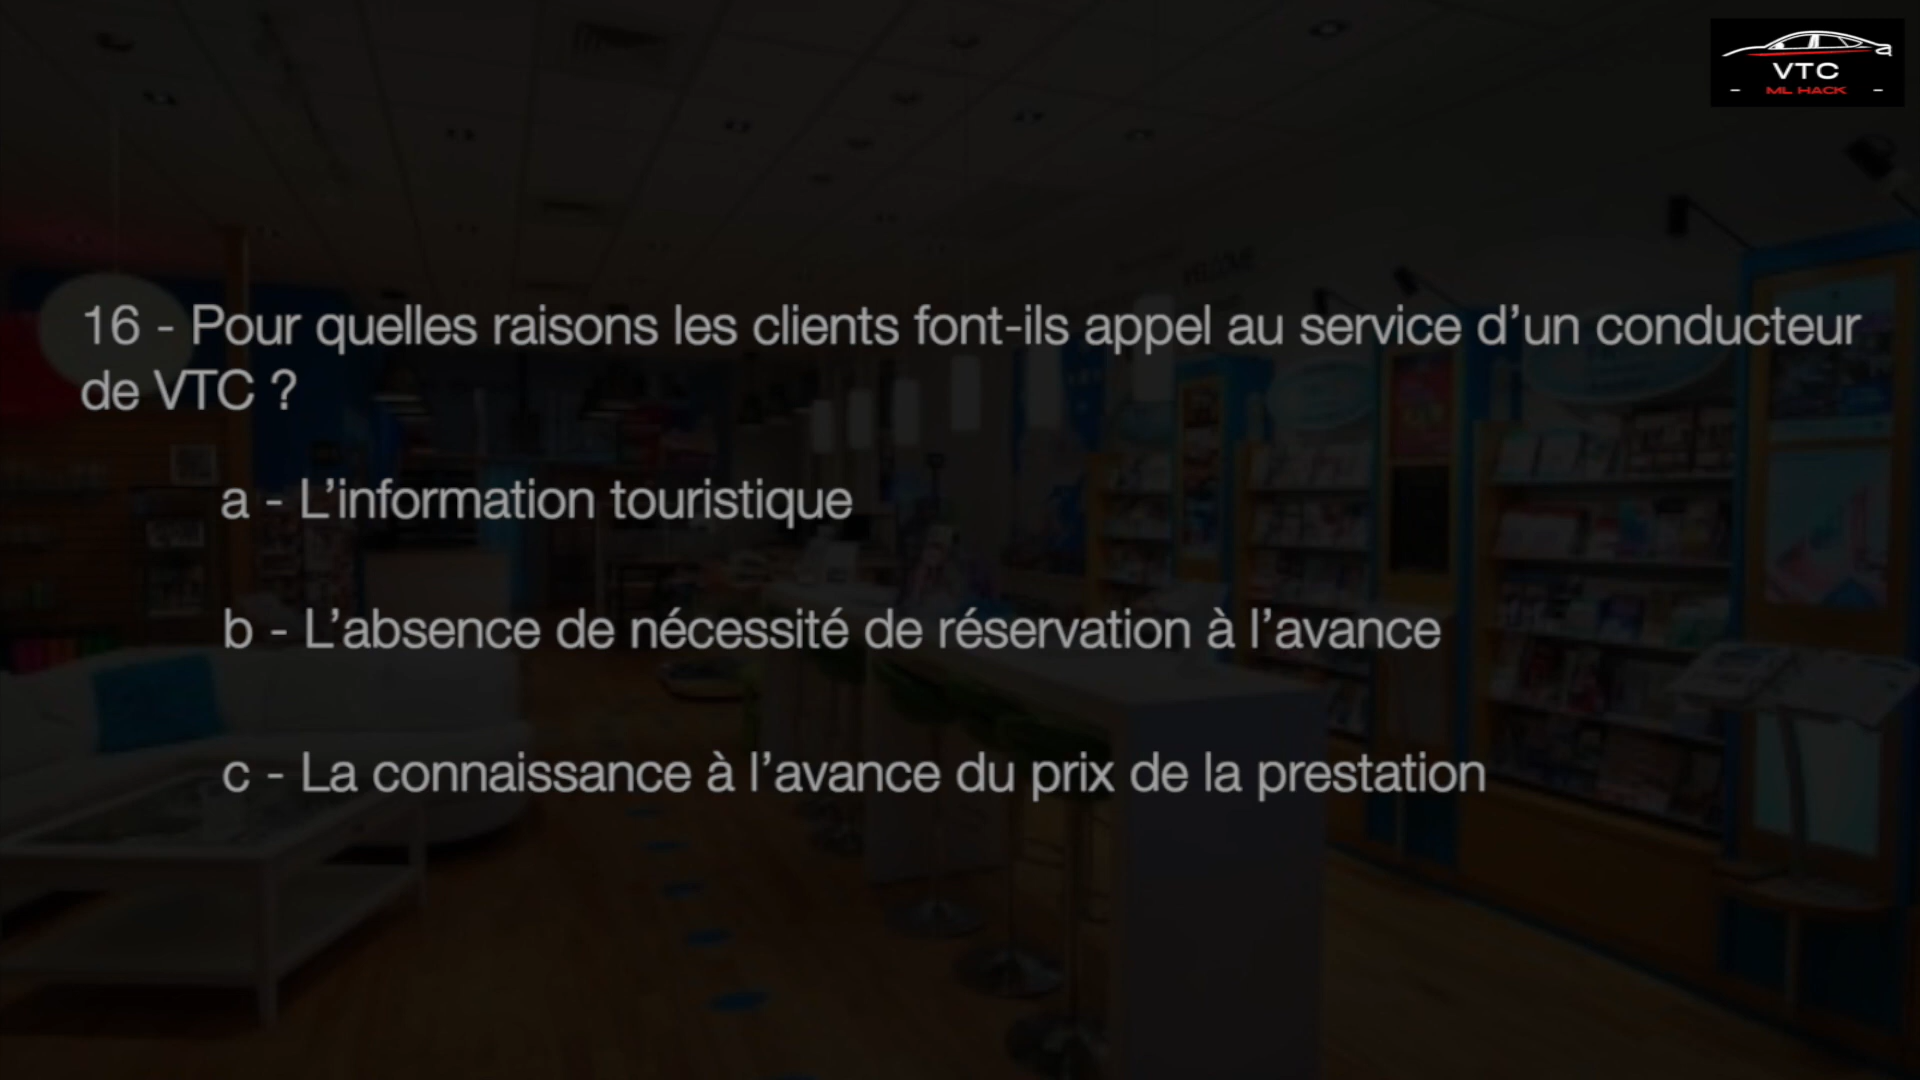 VTC
ML HACK
16 - Pour quelles raisons les clients font-ils appel au service d’un conducteur
de VTC ?
a - L’information touristique
b - L’absence de nécessité de réservation à l’avance
c - La connaissance à l’avance du prix de la prestation